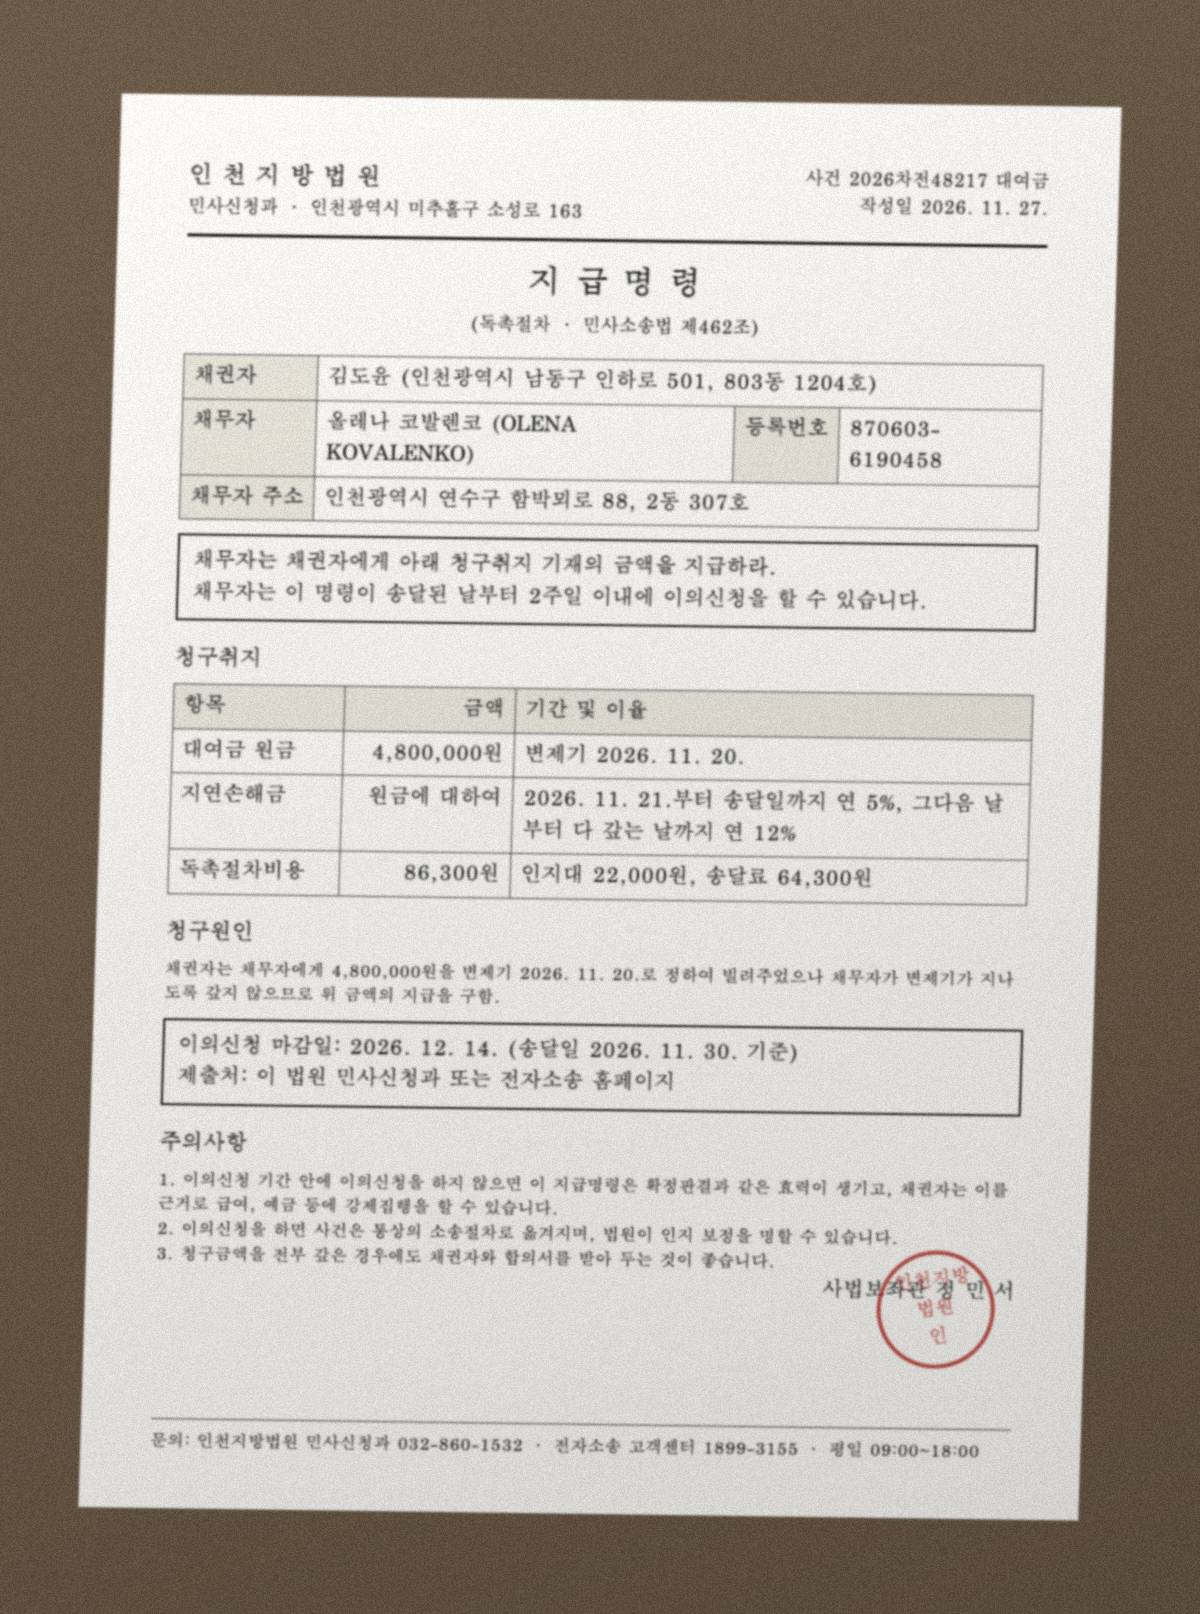 인천지방법원
민사신청과 · 인천광역시 미추홀구 소성로 163
사건 2026차전48217 대여금
작성일 2026. 11. 27.
지급명령
(독촉절차 · 민사소송법 제462조)
채권자 김도윤 (인천광역시 남동구 인하로 501, 803동 1204호)
채무자 올레나 코발렌코 (OLENA KOVALENKO) 등록번호 870603-6190458
채무자 주소 인천광역시 연수구 함박뫼로 88, 2동 307호
채무자는 채권자에게 아래 청구취지 기재의 금액을 지급하라.
채무자는 이 명령이 송달된 날부터 2주일 이내에 이의신청을 할 수 있습니다.
청구취지
항목 금액 기간 및 이율
대여금 원금 4,800,000원 변제기 2026. 11. 20.
지연손해금 원금에 대하여 2026. 11. 21.부터 송달일까지 연 5%, 그다음 날
부터 다 갚는 날까지 연 12%
독촉절차비용 86,300원 인지대 22,000원, 송달료 64,300원
청구원인
채권자는 채무자에게 4,800,000원을 변제기 2026. 11. 20.로 정하여 빌려주었으나 채무자가 변제기가 지나
도록 갚지 않으므로 위 금액의 지급을 구함.
이의신청 마감일: 2026. 12. 14. (송달일 2026. 11. 30. 기준)
제출처: 이 법원 민사신청과 또는 전자소송 홈페이지
주의사항
1. 이의신청 기간 안에 이의신청을 하지 않으면 이 지급명령은 확정판결과 같은 효력이 생기고, 채권자는 이를
근거로 급여, 예금 등에 강제집행을 할 수 있습니다.
2. 이의신청을 하면 사건은 통상의 소송절차로 옮겨지며, 법원이 인지 보정을 명할 수 있습니다.
3. 청구금액을 전부 갚은 경우에도 채권자와 합의서를 받아 두는 것이 좋습니다.
사법보좌관 정 민 서
인천지방
법원
인
문의: 인천지방법원 민사신청과 032-860-1532 · 전자소송 고객센터 1899-3155 · 평일 09:00~18:00